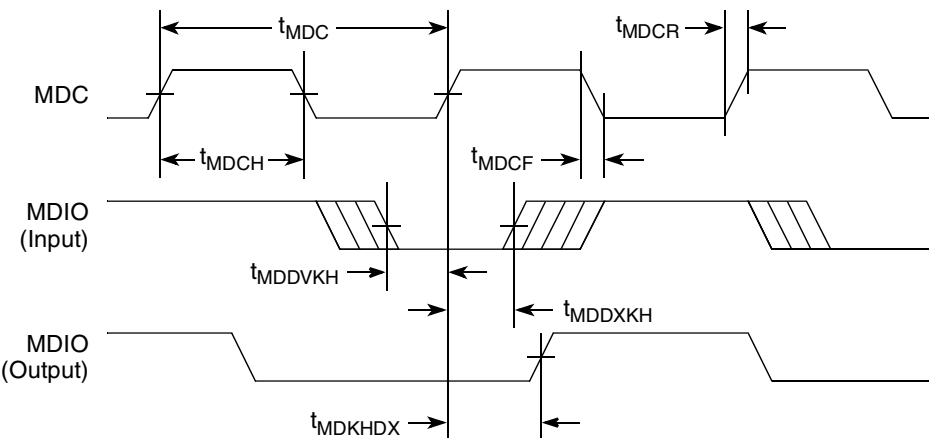 tMDC
tMDCR
MDC
tMDCH
tMDCF
MDIO
(Input)
tMDDVKH
tMDDXKH
MDIO
(Output)
tMDKHDX